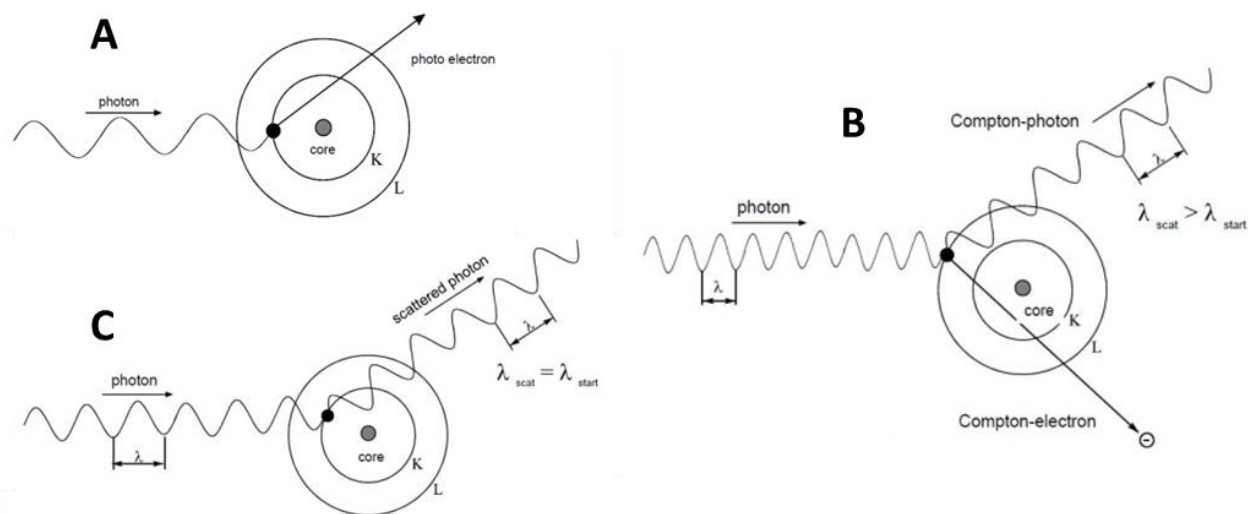 A
photo electron
photon
core
K
L
B
Compton-photon
photon
λ
λ scat > λ start
λ
core
K
L
Compton-electron
⊖
C
scattered photon
photon
λ
λ scat = λ start
λ
core
K
L